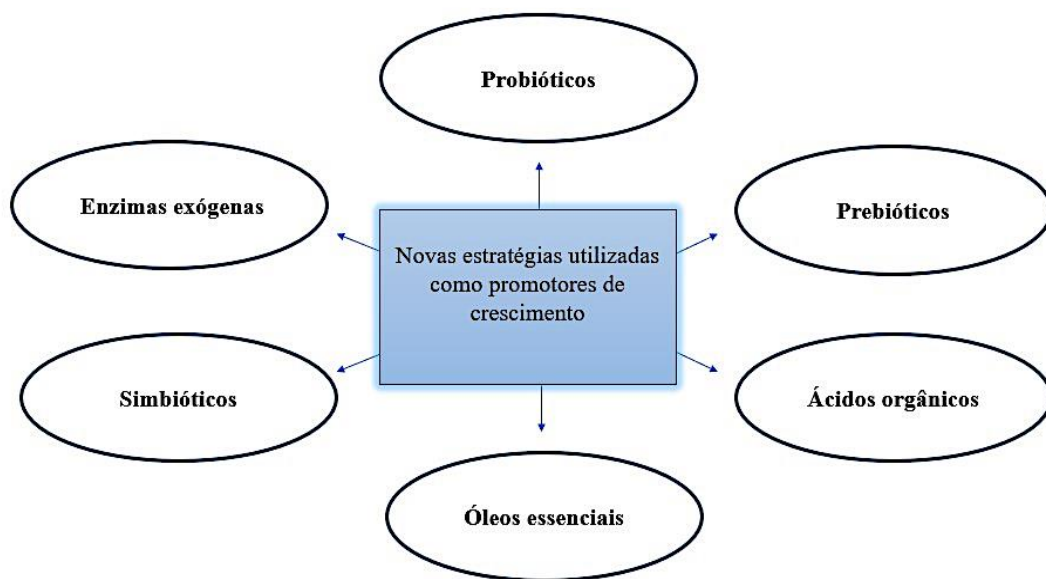 Probióticos
Enzimas exógenas
Prebióticos
Novas estratégias utilizadas
como promotores de
crescimento
Simbióticos
Ácidos orgânicos
Óleos essenciais